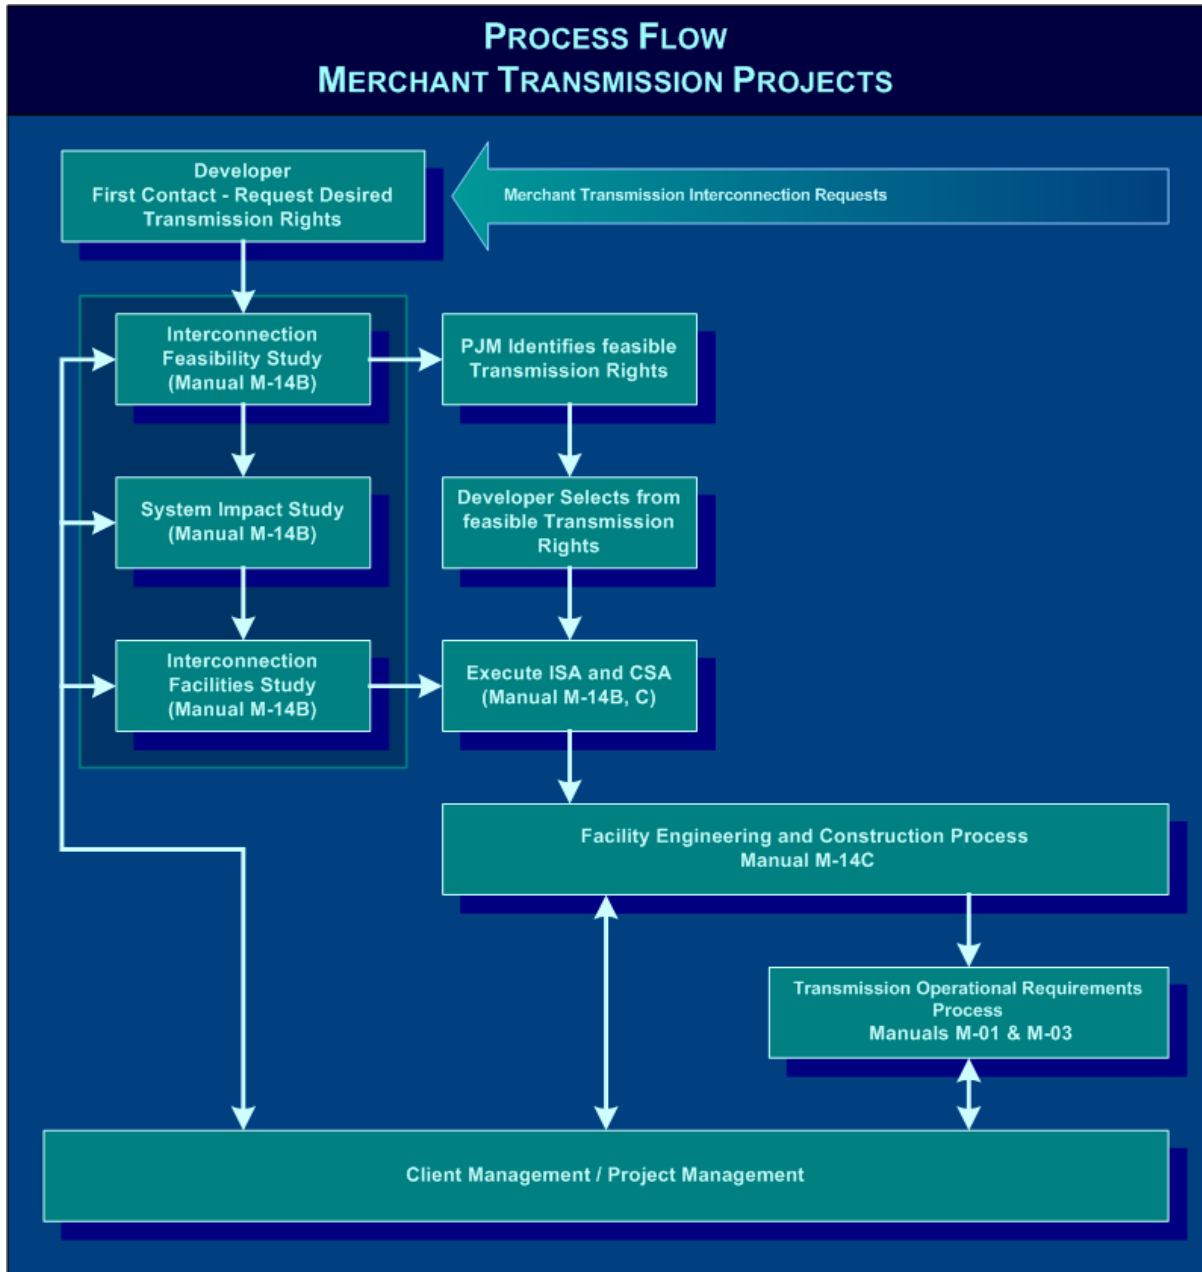 PROCESS FLOW
MERCHANT TRANSMISSION PROJECTS
Developer
First Contact - Request Desired
Transmission Rights
Merchant Transmission Interconnection Requests
Interconnection
Feasibility Study
(Manual M-14B)
PJM Identifies feasible
Transmission Rights
System Impact Study
(Manual M-14B)
Developer Selects from
feasible Transmission
Rights
Interconnection
Facilities Study
(Manual M-14B)
Execute ISA and CSA
(Manual M-14B, C)
Facility Engineering and Construction Process
Manual M-14C
Transmission Operational Requirements
Process
Manuals M-01 & M-03
Client Management / Project Management